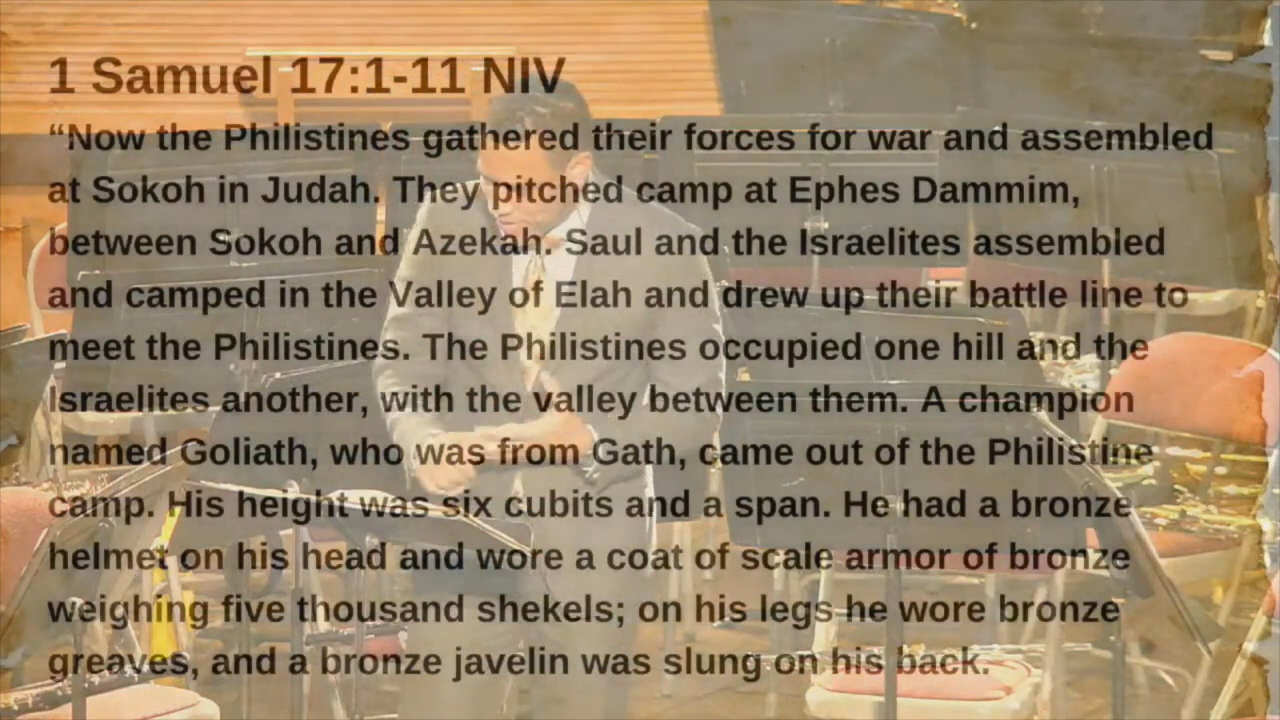 1 Samuel 17:1-11 NIV
“Now the Philistines gathered their forces for war and assembled
at Sokoh in Judah. They pitched camp at Ephes Dammim,
between Sokoh and Azekah. Saul and the Israelites assembled
and camped in the Valley of Elah and drew up their battle line to
meet the Philistines. The Philistines occupied one hill and the
Israelites another, with the valley between them. A champion
named Goliath, who was from Gath, came out of the Philistine
camp. His height was six cubits and a span. He had a bronze
helmet on his head and wore a coat of scale armor of bronze
weighing five thousand shekels; on his legs he wore bronze
greaves, and a bronze javelin was slung on his back.